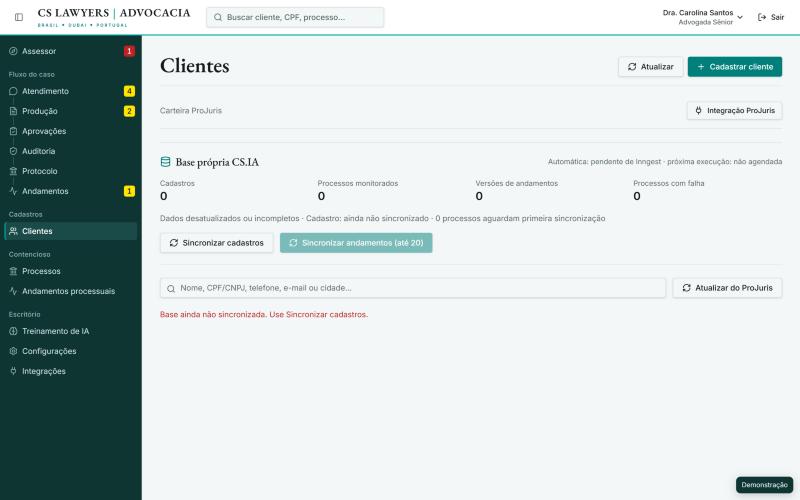 CS LAWYERS | ADVOCACIA
BRASIL • DUBAI • PORTUGAL
Buscar cliente, CPF, processo...
Dra. Carolina Santos
Advogada Sênior
Sair
Assessor 1
Fluxo do caso
Atendimento 4
Produção 2
Aprovações
Auditoria
Protocolo
Andamentos 1
Cadastros
Clientes
Contencioso
Processos
Andamentos processuais
Escritório
Treinamento de IA
Configurações
Integrações
Clientes
Atualizar
Cadastrar cliente
Carteira ProJuris
Integração ProJuris
Base própria CS.IA
Automática: pendente de Inngest · próxima execução: não agendada
Cadastros
0
Processos monitorados
0
Versões de andamentos
0
Processos com falha
0
Dados desatualizados ou incompletos · Cadastro: ainda não sincronizado · 0 processos aguardam primeira sincronização
Sincronizar cadastros
Sincronizar andamentos (até 20)
Nome, CPF/CNPJ, telefone, e-mail ou cidade...
Atualizar do ProJuris
Base ainda não sincronizada. Use Sincronizar cadastros.
Demonstração